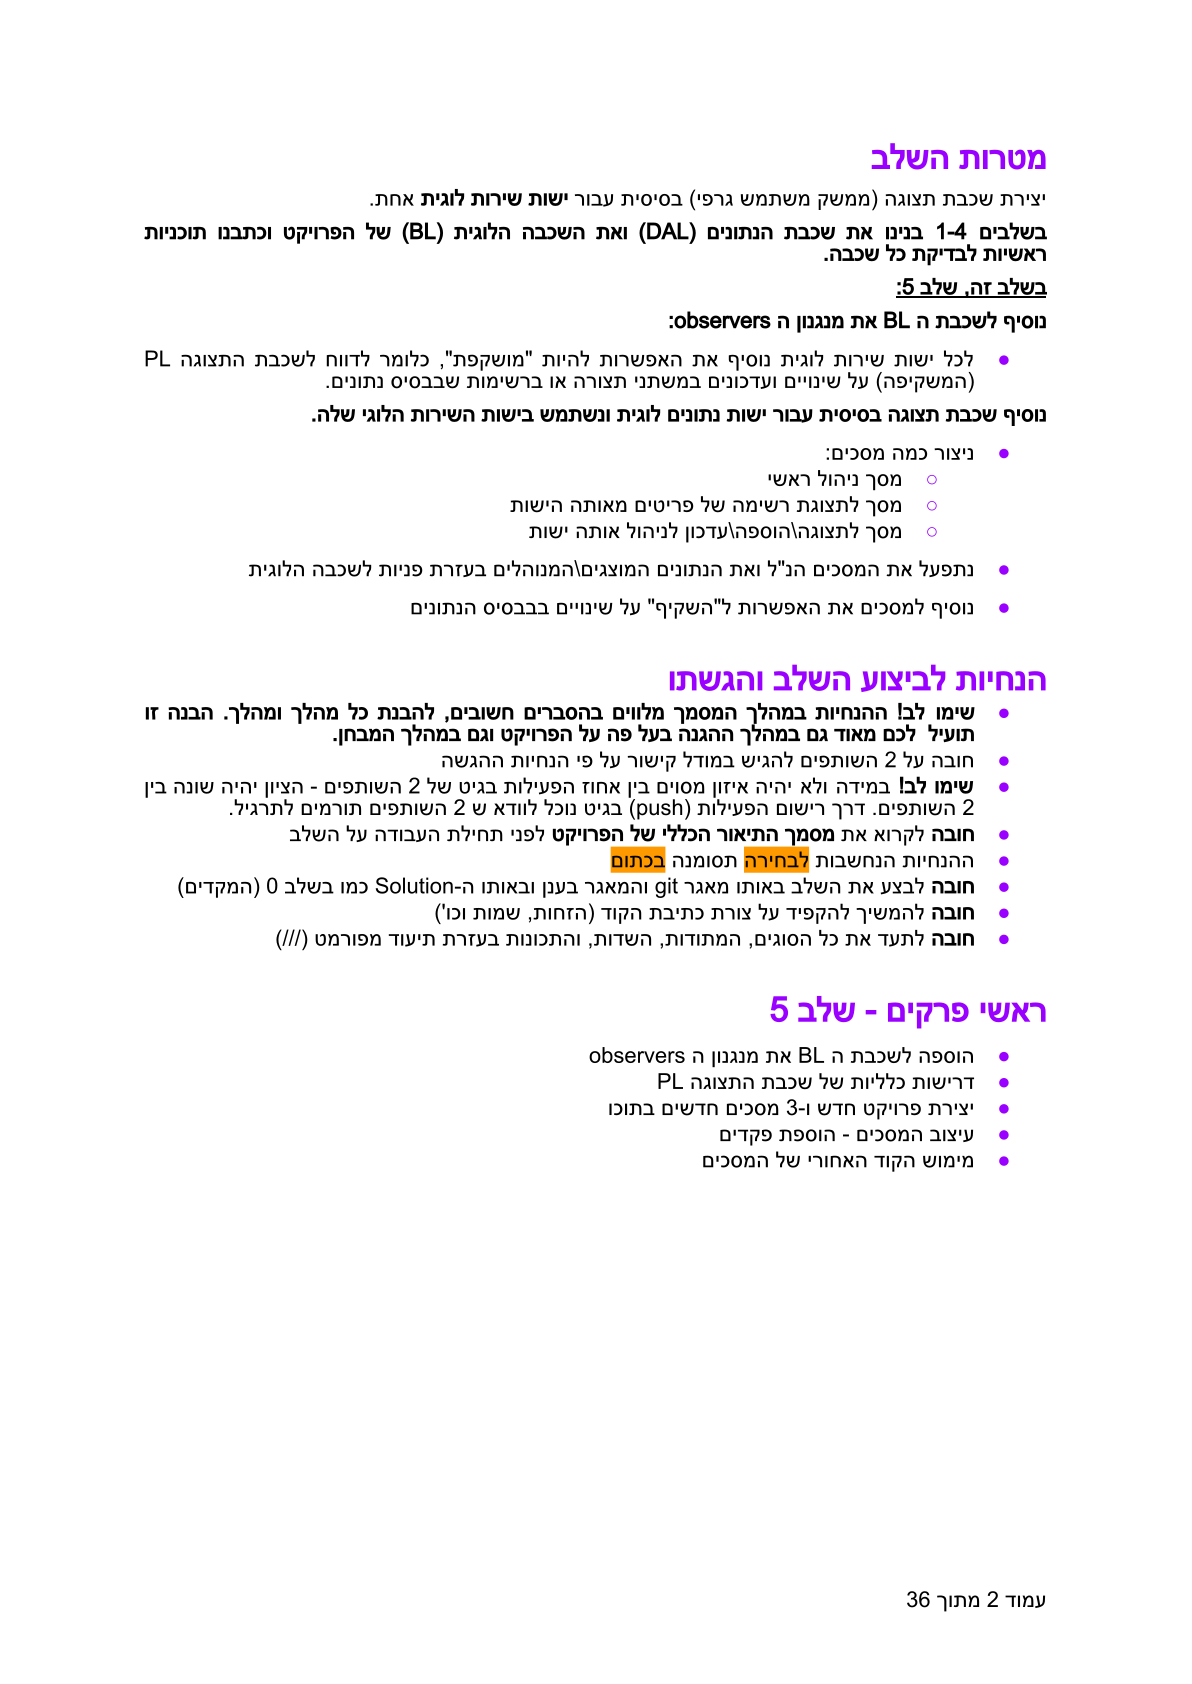 מטרות השלב
יצירת שכבת תצוגה (ממשק משתמש גרפי) בסיסית עבור ישות שירות לוגית אחת.
בשלבים 1-4 בנינו את שכבת הנתונים (DAL) ואת השכבה הלוגית (BL) של הפרויקט וכתבנו תוכניות
ראשיות לבדיקת כל שכבה.
בשלב זה, שלב 5:
נוסיף לשכבת ה BL את מנגנון ה observers:
● לכל ישות שירות לוגית נוסיף את האפשרות להיות "מושקפת", כלומר לדווח לשכבת התצוגה PL
(המשקיפה) על שינויים ועדכונים במשתני תצורה או ברשימות שבבסיס נתונים.
נוסיף שכבת תצוגה בסיסית עבור ישות נתונים לוגית ונשתמש בישות השירות הלוגי שלה.
● ניצור כמה מסכים:
○ מסך ניהול ראשי
○ מסך לתצוגת רשימה של פריטים מאותה הישות
○ מסך לתצוגה\הוספה\עדכון לניהול אותה ישות
● נתפעל את המסכים הנ"ל ואת הנתונים המוצגים\המנוהלים בעזרת פניות לשכבה הלוגית
● נוסיף למסכים את האפשרות ל"השקיף" על שינויים בבבסיס הנתונים
הנחיות לביצוע השלב והגשתו
● שימו לב! ההנחיות במהלך המסמך מלווים בהסברים חשובים, להבנת כל מהלך ומהלך. הבנה זו
תועיל לכם מאוד גם במהלך ההגנה בעל פה על הפרויקט וגם במהלך המבחן.
● חובה על 2 השותפים להגיש במודל קישור על פי הנחיות ההגשה
● שימו לב! במידה ולא יהיה איזון מסוים בין אחוז הפעילות בגיט של 2 השותפים - הציון יהיה שונה בין
2 השותפים. דרך רישום הפעילות (push) בגיט נוכל לוודא ש 2 השותפים תורמים לתרגיל.
● חובה לקרוא את מסמך התיאור הכללי של הפרויקט לפני תחילת העבודה על השלב
● ההנחיות הנחשבות לבחירה תסומנה בכתום
● חובה לבצע את השלב באותו מאגר git והמאגר בענן ובאותו ה-Solution כמו בשלב 0 (המקדים)
● חובה להמשיך להקפיד על צורת כתיבת הקוד (הזחות, שמות וכו')
● חובה לתעד את כל הסוגים, המתודות, השדות, והתכונות בעזרת תיעוד מפורמט (///)
ראשי פרקים - שלב 5
● הוספה לשכבת ה BL את מנגנון ה observers
● דרישות כלליות של שכבת התצוגה PL
● יצירת פרויקט חדש ו-3 מסכים חדשים בתוכו
● עיצוב המסכים - הוספת פקדים
● מימוש הקוד האחורי של המסכים
עמוד 2 מתוך 36